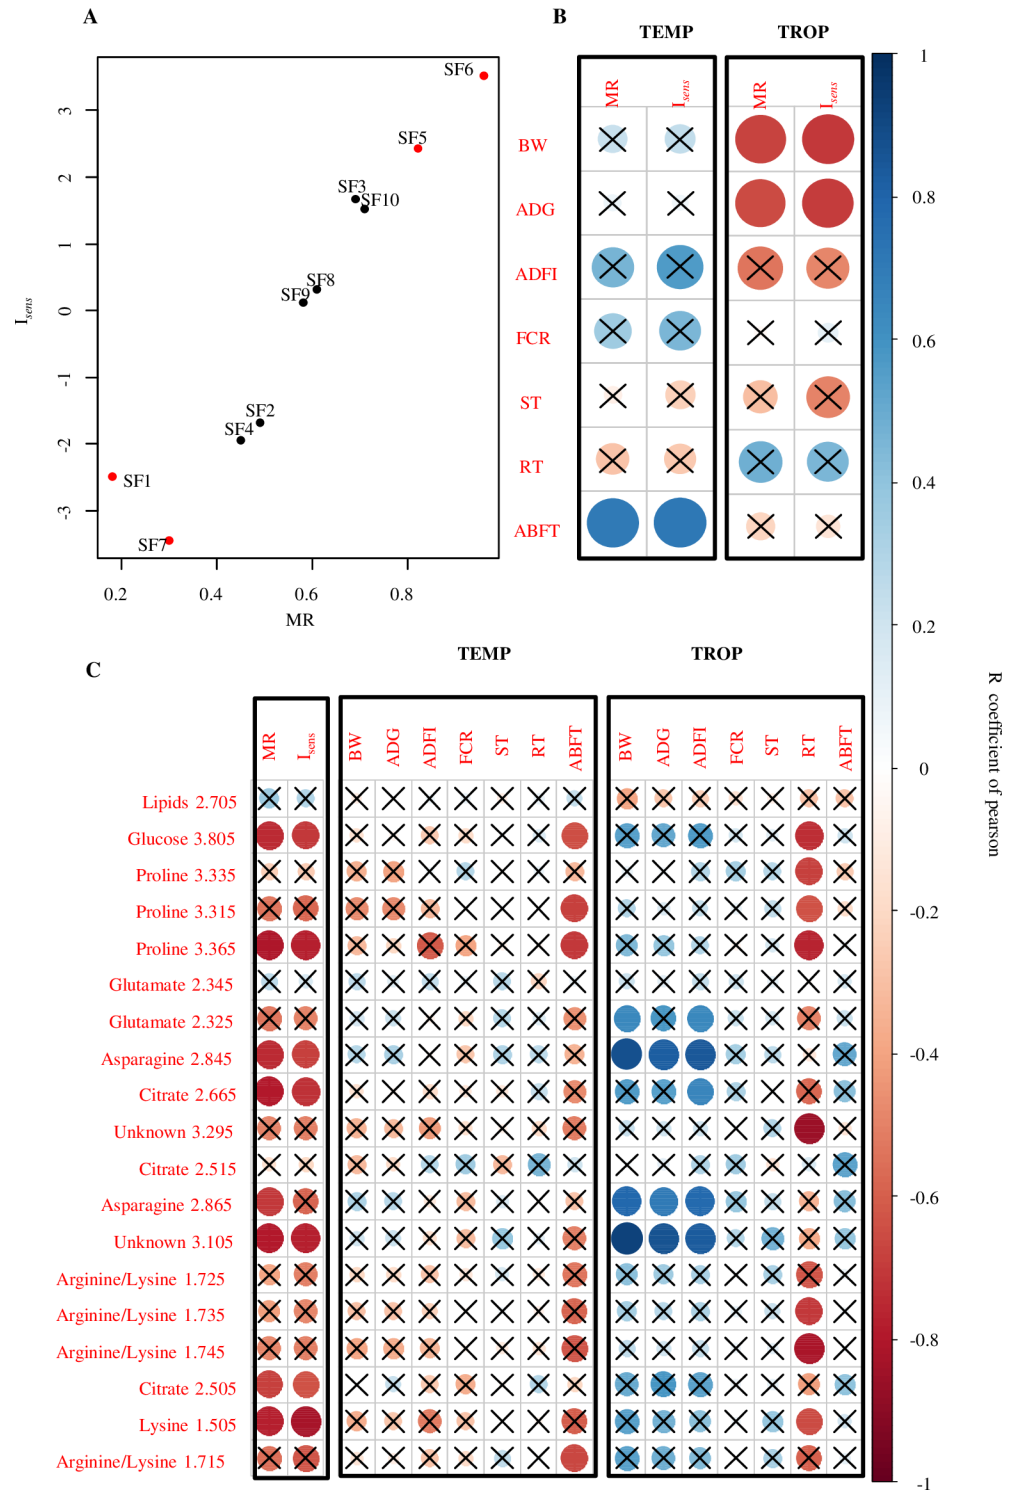 A
B
TEMP
TROP
MR
Isens
MR
Isens
1
0.8
0.6
0.4
0.2
0
-0.2
-0.4
-0.6
-0.8
-1
R coefficient of pearson
BW
ADG
ADFI
FCR
ST
RT
ABFT
SF6
SF5
SF3
SF10
SF8
SF9
SF2
SF4
SF1
SF7
3
2
1
0
-1
-2
-3
Isens
0.2
0.4
0.6
0.8
MR
C
TEMP
TROP
MR
Isens
BW
ADG
ADFI
FCR
ST
RT
ABFT
BW
ADG
ADFI
FCR
ST
RT
ABFT
Lipids 2.705
Glucose 3.805
Proline 3.335
Proline 3.315
Proline 3.365
Glutamate 2.345
Glutamate 2.325
Asparagine 2.845
Citrate 2.665
Unknown 3.295
Citrate 2.515
Asparagine 2.865
Unknown 3.105
Arginine/Lysine 1.725
Arginine/Lysine 1.735
Arginine/Lysine 1.745
Citrate 2.505
Lysine 1.505
Arginine/Lysine 1.715